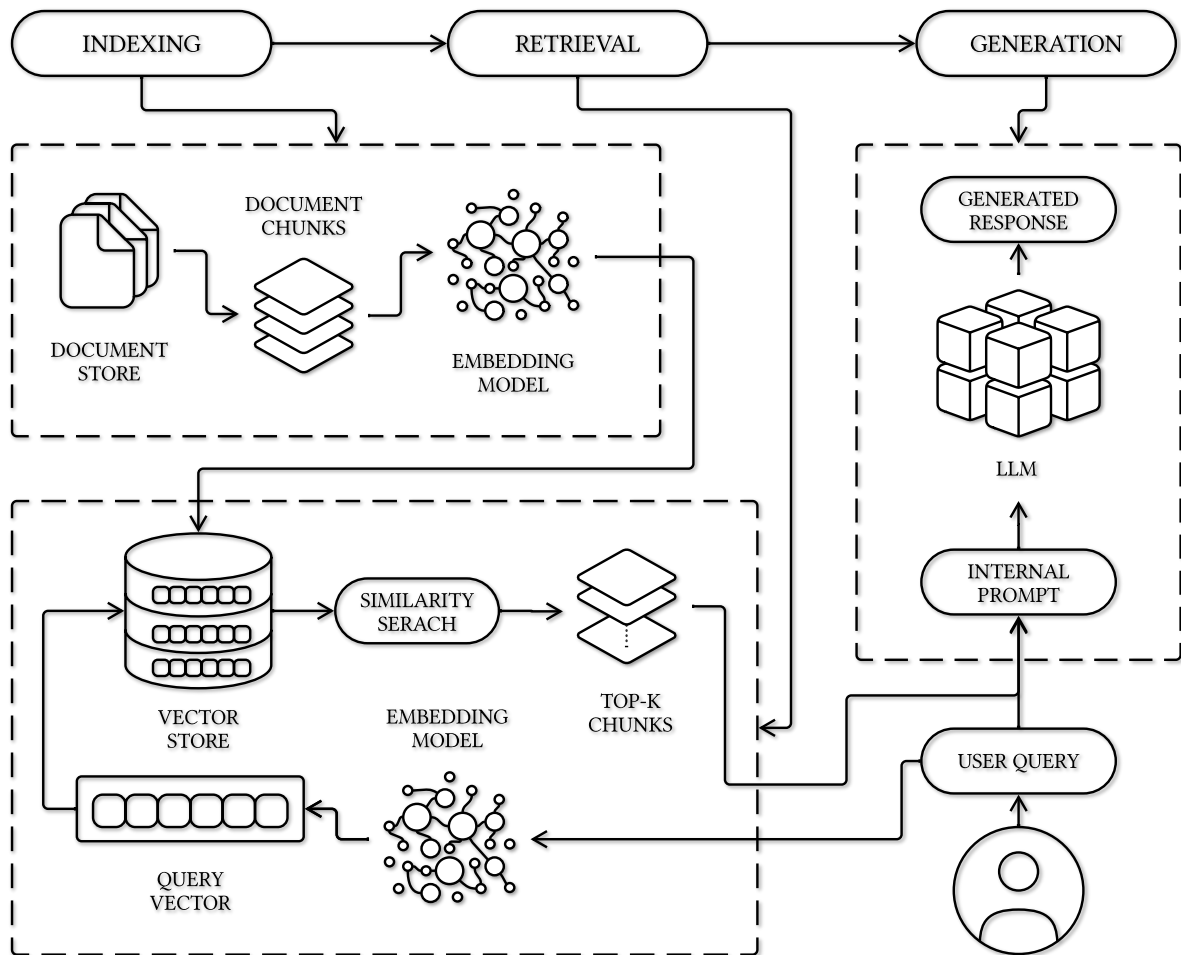 INDEXING
RETRIEVAL
GENERATION
DOCUMENT
STORE
DOCUMENT
CHUNKS
EMBEDDING
MODEL
GENERATED
RESPONSE
LLM
INTERNAL
PROMPT
VECTOR
STORE
SIMILARITY
SERACH
TOP-K
CHUNKS
EMBEDDING
MODEL
QUERY
VECTOR
USER QUERY